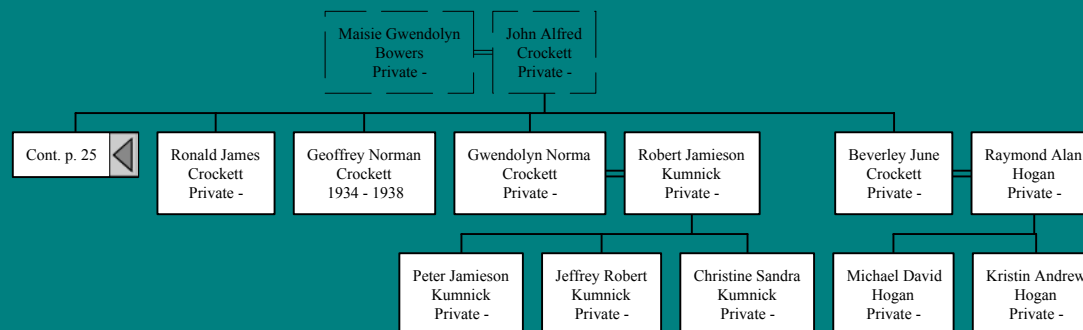 Maisie Gwendolyn
Bowers
Private -
John Alfred
Crockett
Private -
Cont. p. 25
Ronald James
Crockett
Private -
Geoffrey Norman
Crockett
1934 - 1938
Gwendolyn Norma
Crockett
Private -
Robert Jamieson
Kumnick
Private -
Beverley June
Crockett
Private -
Raymond Alan
Hogan
Private -
Peter Jamieson
Kumnick
Private -
Jeffrey Robert
Kumnick
Private -
Christine Sandra
Kumnick
Private -
Michael David
Hogan
Private -
Kristin Andrew
Hogan
Private -